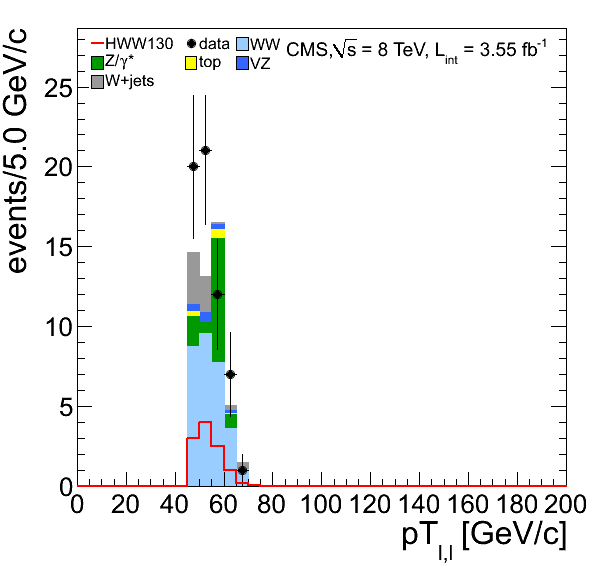 HWW130 data WW
Z/γ* top VZ
W+jets
CMS,√s = 8 TeV, L_int = 3.55 fb⁻¹
events/5.0 GeV/c
25
20
15
10
5
0
0 20 40 60 80 100 120 140 160 180 200
pT_l,l [GeV/c]